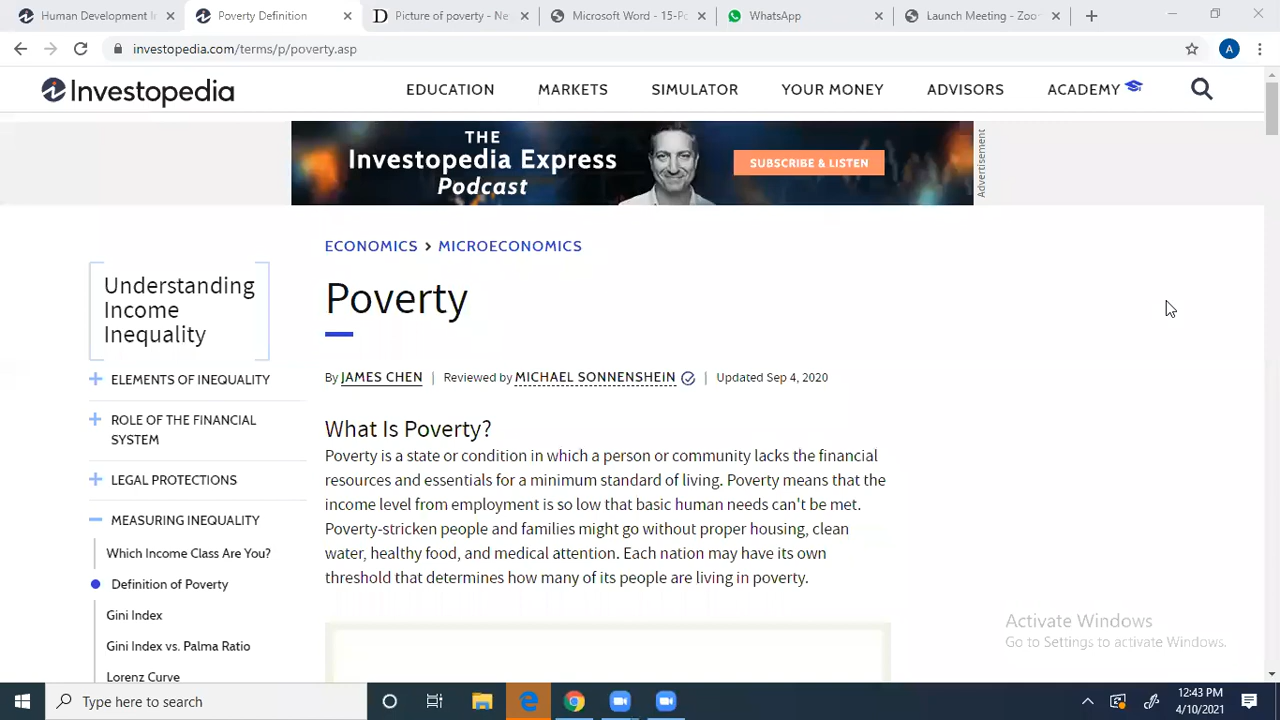 Human Development I
Poverty Definition
Picture of poverty - Ne
Microsoft Word - 15-Po
WhatsApp
Launch Meeting - Zoo
investopedia.com/terms/p/poverty.asp
A
Investopedia
EDUCATION
MARKETS
SIMULATOR
YOUR MONEY
ADVISORS
ACADEMY
THE
Investopedia Express
Podcast
SUBSCRIBE & LISTEN
Advertisement
ECONOMICS > MICROECONOMICS
Understanding
Income
Inequality
ELEMENTS OF INEQUALITY
ROLE OF THE FINANCIAL
SYSTEM
LEGAL PROTECTIONS
MEASURING INEQUALITY
Which Income Class Are You?
Definition of Poverty
Gini Index
Gini Index vs. Palma Ratio
Lorenz Curve
Poverty
By JAMES CHEN | Reviewed by MICHAEL SONNENSHEIN | Updated Sep 4, 2020
What Is Poverty?
Poverty is a state or condition in which a person or community lacks the financial
resources and essentials for a minimum standard of living. Poverty means that the
income level from employment is so low that basic human needs can't be met.
Poverty-stricken people and families might go without proper housing, clean
water, healthy food, and medical attention. Each nation may have its own
threshold that determines how many of its people are living in poverty.
Activate Windows
Go to Settings to activate Windows.
Type here to search
12:43 PM
4/10/2021